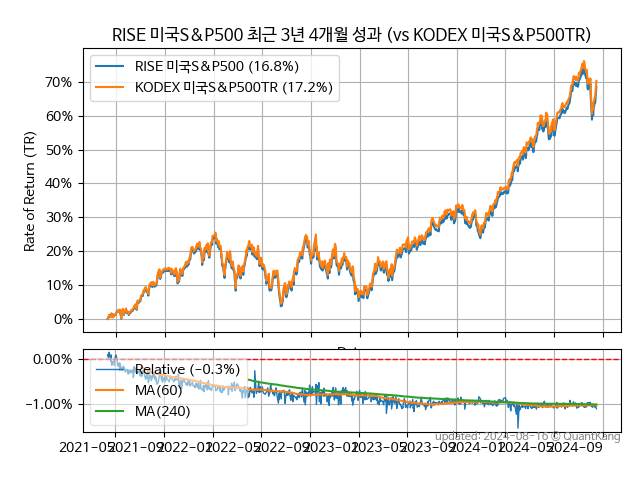 RISE 미국S&P500 최근 3년 4개월 성과 (vs KODEX 미국S&P500TR)
RISE 미국S&P500 (16.8%)
KODEX 미국S&P500TR (17.2%)
Rate of Return (TR)
70%
60%
50%
40%
30%
20%
10%
0%
0.00%
−1.00%
Relative (−0.3%)
MA(60)
MA(240)
updated: 2024-08-16 © QuantKang
2021-05
2021-09
2022-01
2022-05
2022-09
2023-01
2023-05
2023-09
2024-01
2024-05
2024-09